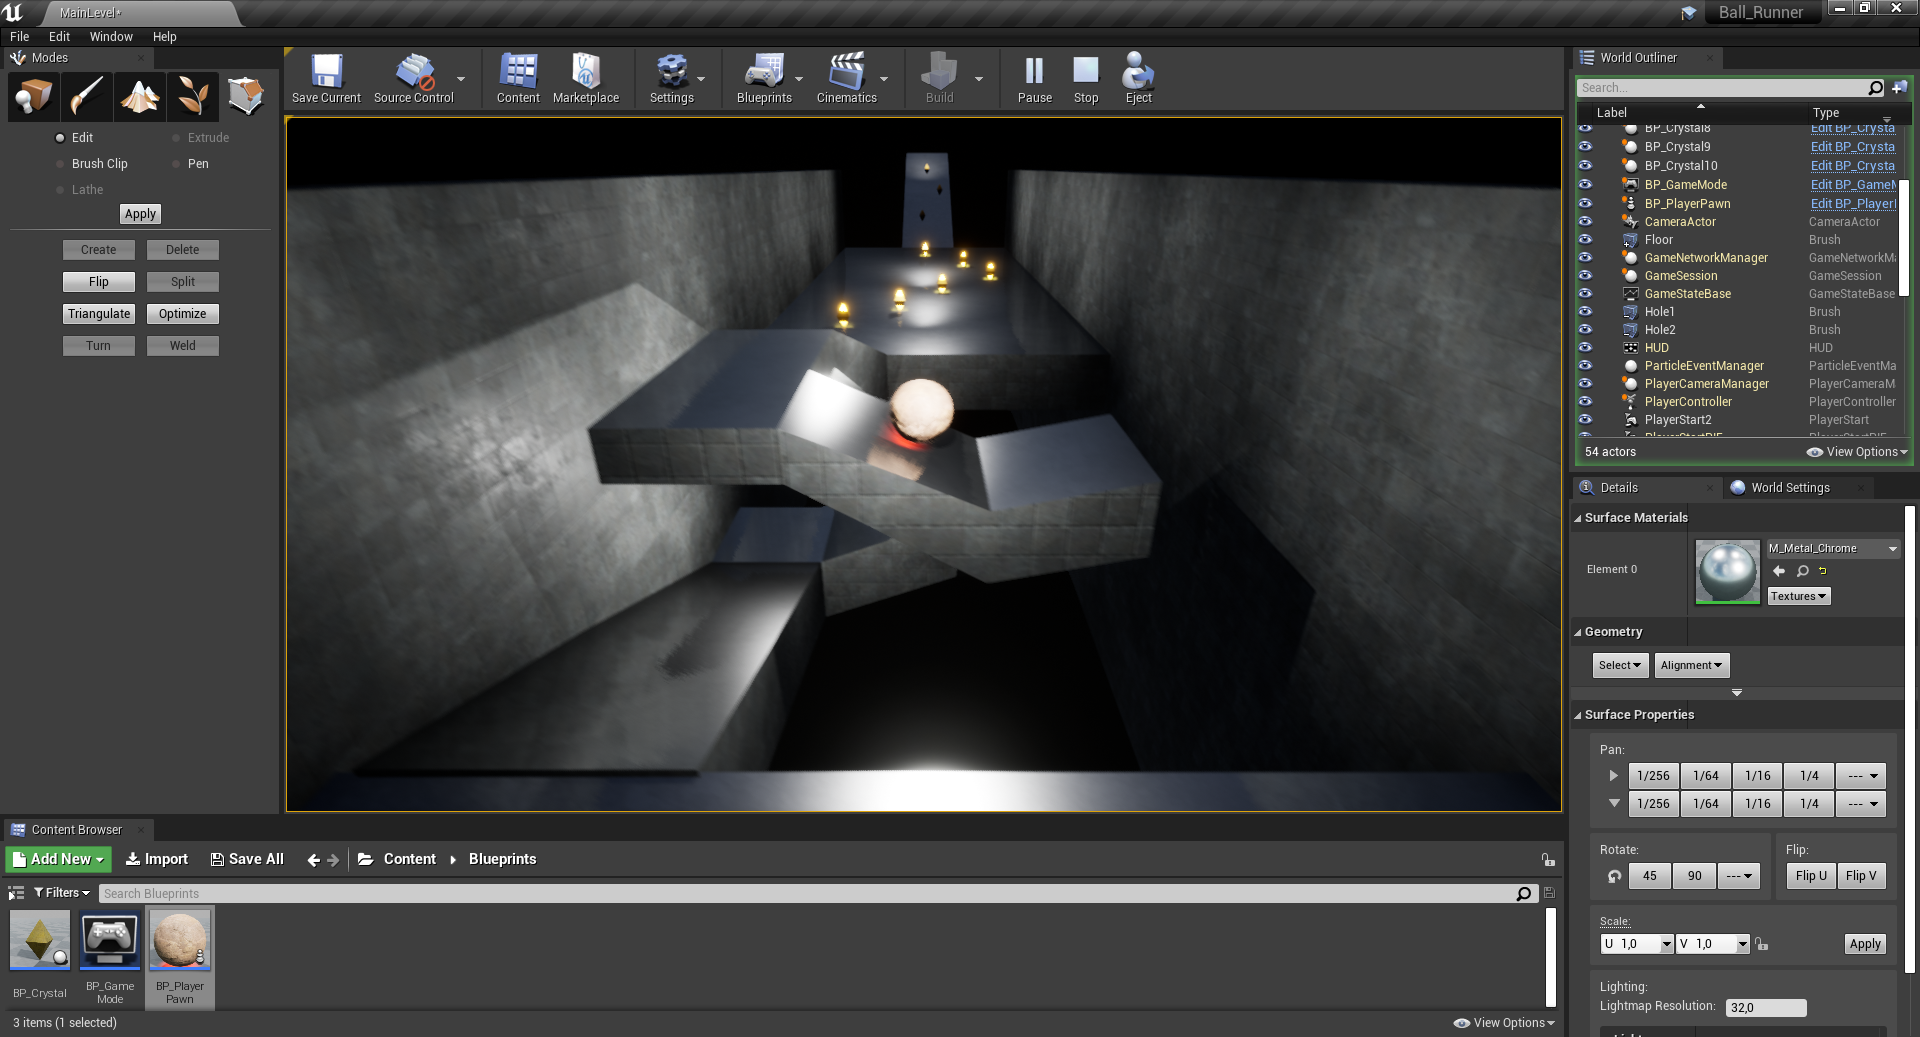 MainLevel*
Ball_Runner
File Edit Window Help
Modes
Edit Extrude
Brush Clip Pen
Lathe
Apply
Create Delete
Flip Split
Triangulate Optimize
Turn Weld
Save Current Source Control Content Marketplace Settings Blueprints Cinematics Build Pause Stop Eject
World Outliner
Search...
Label Type
BP_Crystal8 Edit BP_Crysta
BP_Crystal9 Edit BP_Crysta
BP_Crystal10 Edit BP_Crysta
BP_GameMode Edit BP_GameM
BP_PlayerPawn Edit BP_Player
CameraActor CameraActor
Floor Brush
GameNetworkManager GameNetworkMa
GameSession GameSession
GameStateBase GameStateBase
Hole1 Brush
Hole2 Brush
HUD HUD
ParticleEventManager ParticleEventMa
PlayerCameraManager PlayerCameraM
PlayerController PlayerController
PlayerStart2 PlayerStart
54 actors View Options
Details World Settings
Surface Materials
Element 0
M_Metal_Chrome
Textures
Geometry
Select Alignment
Surface Properties
Pan:
1/256 1/64 1/16 1/4 ---
1/256 1/64 1/16 1/4 ---
Rotate: Flip:
45 90 --- Flip U Flip V
Scale:
U 1,0 V 1,0 Apply
Lighting:
Lightmap Resolution: 32,0
Content Browser
Add New Import Save All Content Blueprints
Filters Search Blueprints
BP_Crystal
BP_Game
Mode
BP_Player
Pawn
3 items (1 selected) View Options